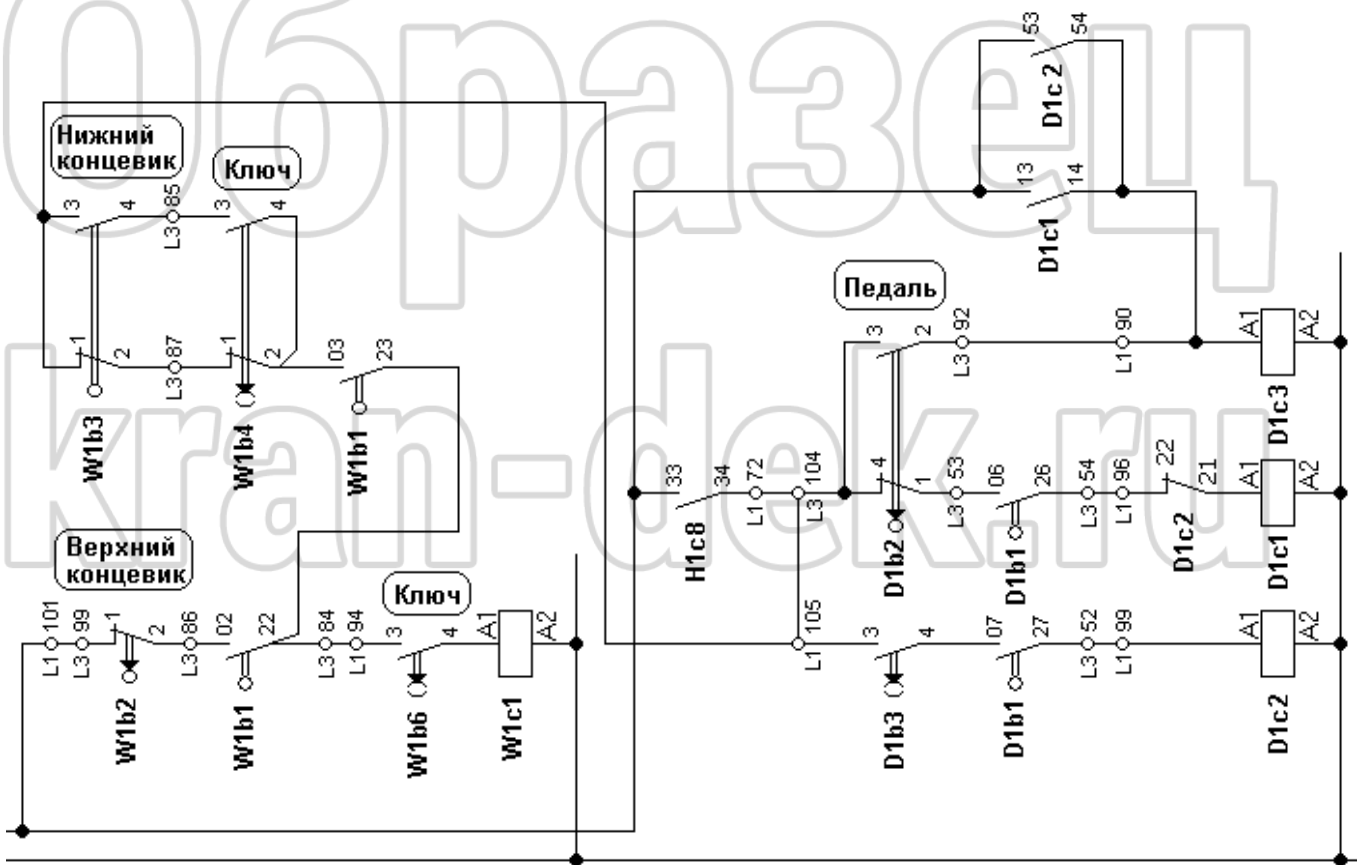 Образец
kran-dek.ru
53
54
D1c 2
13
14
D1c1
Нижний
концевик
Ключ
3
4
L3
85
3
4
1
2
L3
87
1
2
03
23
W1b3
W1b4
W1b1
Педаль
3
2
L3
92
L1
90
A1
A2
D1c3
33
34
L1
72
L3
104
4
1
L3
53
06
26
L3
54
L1
96
22
21
A1
A2
H1c8
D1b2
D1b1
D1c2
D1c1
Верхний
концевик
Ключ
L1
101
L3
99
1
2
L3
86
02
22
L3
84
L1
94
3
4
A1
A2
W1b2
W1b1
W1b6
W1c1
L1
105
3
4
07
27
L3
52
L1
99
A1
A2
D1b3
D1b1
D1c2